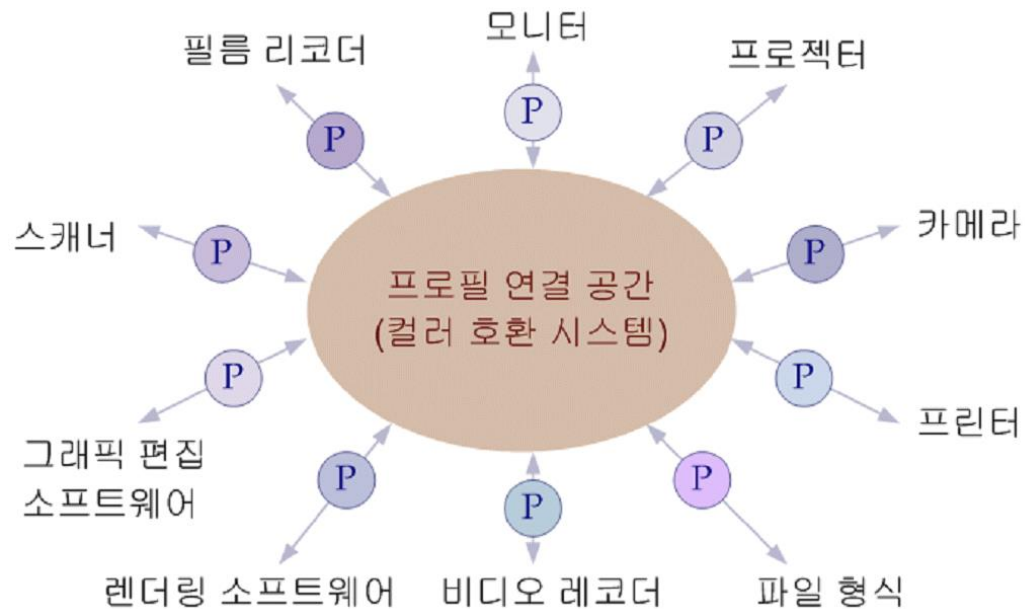 모니터
필름 리코더
프로젝터
P
P
P
스캐너
P
P
카메라
프로필 연결 공간
(컬러 호환 시스템)
P
P
그래픽 편집
소프트웨어
프린터
P
P
P
렌더링 소프트웨어
비디오 레코더
파일 형식